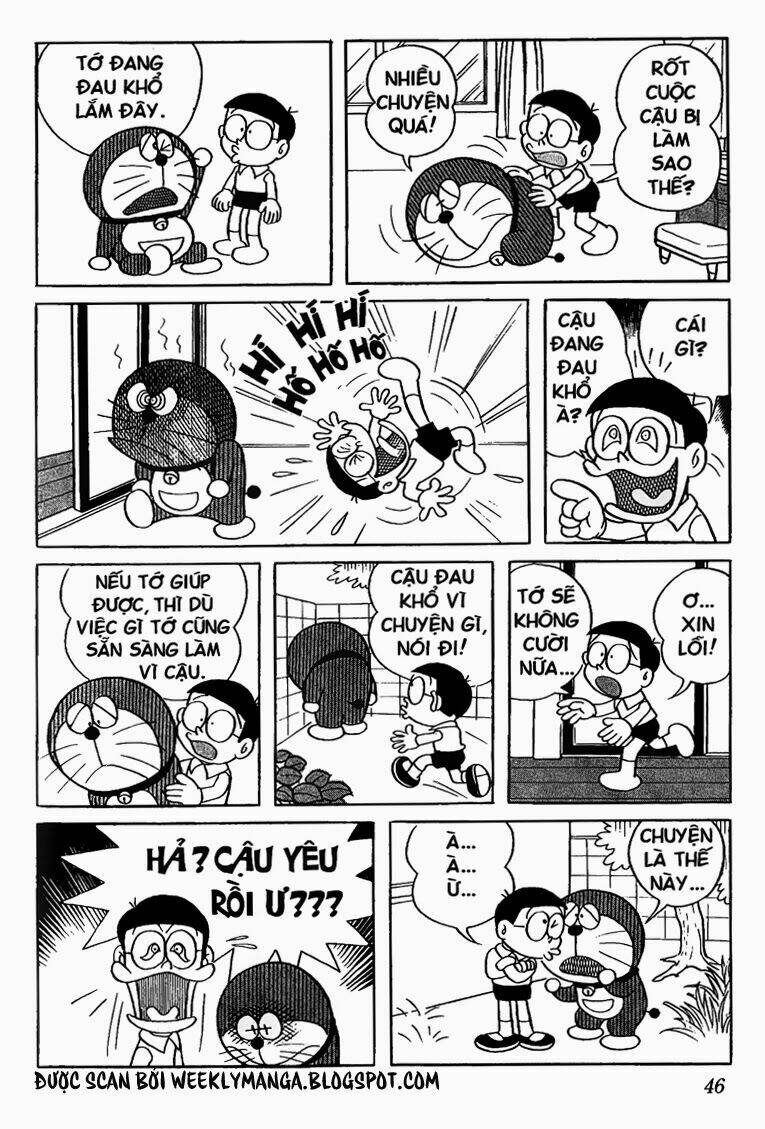 RỐT
CUỘC
CẬU BỊ
LÀM
SAO
THẾ?
NHIỀU
CHUYỆN
QUÁ!
TỚ ĐANG
ĐAU KHỔ
LẮM ĐÂY.
CÁI
GÌ?
CẬU
ĐANG
ĐAU
KHỔ
À?
HÍ HÍ HÍ
HỐ HỐ HỐ
Ơ...
XIN
LỖI!
TỚ SẼ
KHÔNG
CƯỜI
NỮA...
CẬU ĐAU
KHỔ VÌ
CHUYỆN GÌ,
NÓI ĐI!
NẾU TỚ GIÚP
ĐƯỢC, THÌ DÙ
VIỆC GÌ TỚ CŨNG
SẴN SÀNG LÀM
VÌ CẬU.
CHUYỆN
LÀ THẾ
NÀY...
À...
À...
Ừ...
HẢ? CẬU YÊU
RỒI Ư???
ĐƯỢC SCAN BỞI WEEKLYMANGA.BLOGSPOT.COM
46